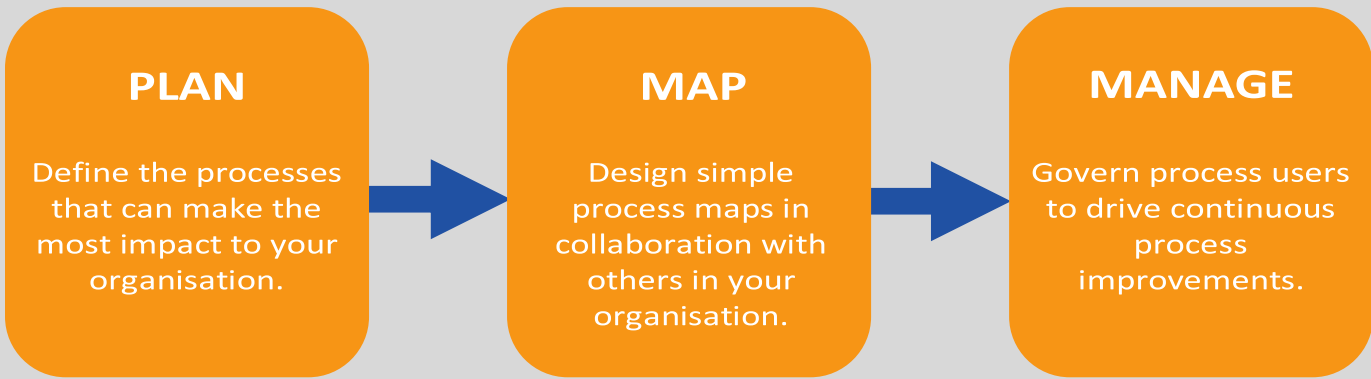 PLAN
Define the processes
that can make the
most impact to your
organisation.
MAP
Design simple
process maps in
collaboration with
others in your
organisation.
MANAGE
Govern process users
to drive continuous
process
improvements.